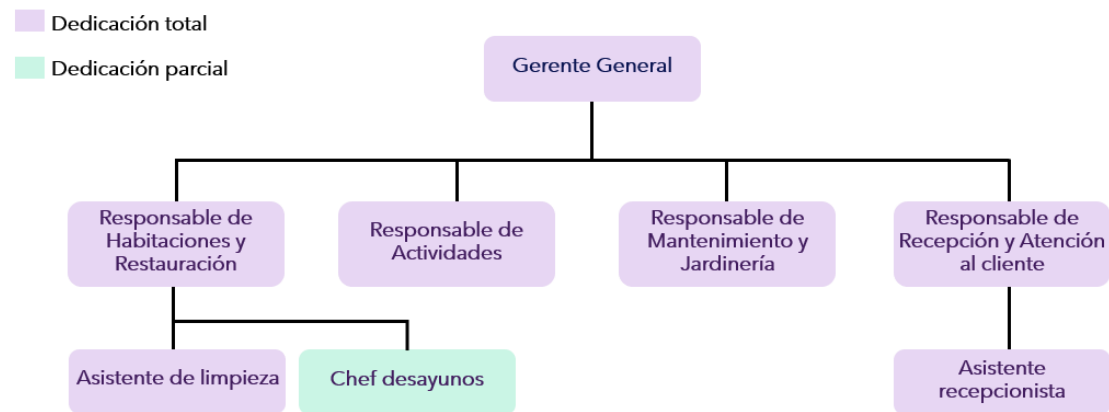 Dedicación total
Dedicación parcial
Gerente General
Responsable de
Habitaciones y
Restauración
Responsable de
Actividades
Responsable de
Mantenimiento y
Jardinería
Responsable de
Recepción y Atención
al cliente
Asistente de limpieza
Chef desayunos
Asistente
recepcionista